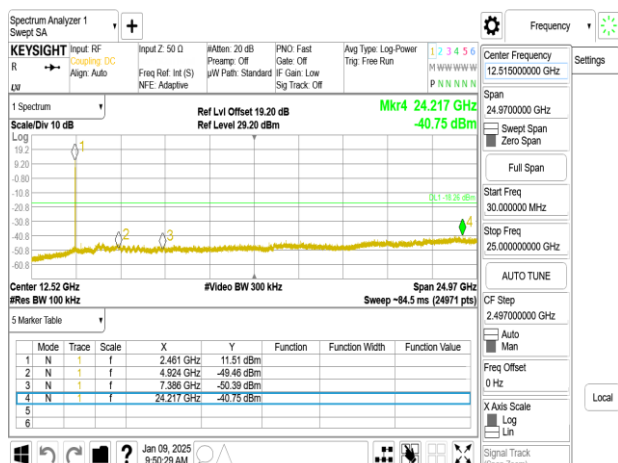 Spectrum Analyzer 1
Swept SA
+
Frequency
KEYSIGHT
R
Input: RF
Coupling: DC
Align: Auto
Input Z: 50 Ω
Freq Ref: Int (S)
NFE: Adaptive
#Atten: 20 dB
Preamp: Off
µW Path: Standard
PNO: Fast
Gate: Off
IF Gain: Low
Sig Track: Off
Avg Type: Log-Power
Trig: Free Run
1 2 3 4 5 6
M W W W W W
P N N N N N
1 Spectrum
Scale/Div 10 dB
Ref Lvl Offset 19.20 dB
Ref Level 29.20 dBm
Mkr4 24.217 GHz
-40.75 dBm
Log
19.2
9.20
-0.80
-10.8
-20.8
-30.8
-40.8
-50.8
-60.8
1
2
3
4
DL1 -18.26 dBm
Center 12.52 GHz
#Res BW 100 kHz
#Video BW 300 kHz
Span 24.97 GHz
Sweep ~84.5 ms (24971 pts)
5 Marker Table
Mode Trace Scale X Y Function Function Width Function Value
1 N 1 f 2.461 GHz 11.51 dBm
2 N 1 f 4.924 GHz -49.46 dBm
3 N 1 f 7.386 GHz -50.39 dBm
4 N 1 f 24.217 GHz -40.75 dBm
5
6
?
Jan 09, 2025
9:50:29 AM
Center Frequency
12.515000000 GHz
Span
24.9700000 GHz
Swept Span
Zero Span
Full Span
Start Freq
30.000000 MHz
Stop Freq
25.000000000 GHz
AUTO TUNE
CF Step
2.497000000 GHz
Auto
Man
Freq Offset
0 Hz
X Axis Scale
Log
Lin
Signal Track
Settings
Local